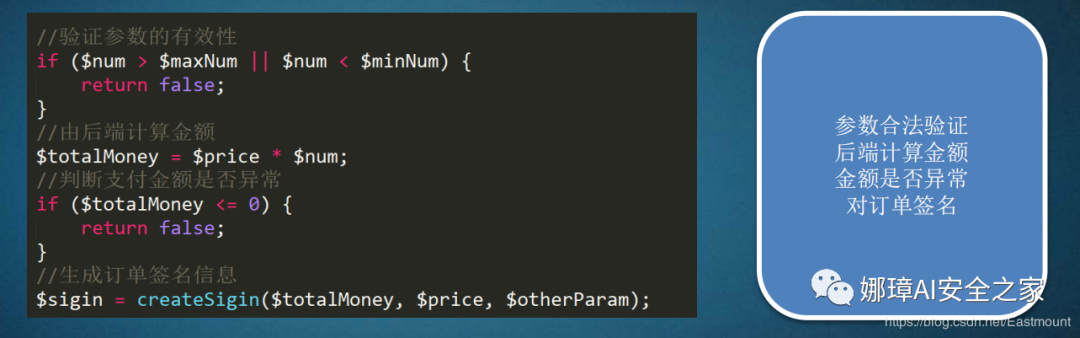 //验证参数的有效性
if ($num > $maxNum || $num < $minNum) {
    return false;
}
//由后端计算金额
$totalMoney = $price * $num;
//判断支付金额是否异常
if ($totalMoney <= 0) {
    return false;
}
//生成订单签名信息
$sigin = createSigin($totalMoney, $price, $otherParam);
参数合法验证
后端计算金额
金额是否异常
对订单签名
娜璋AI安全之家
https://blog.csdn.net/Eastmount